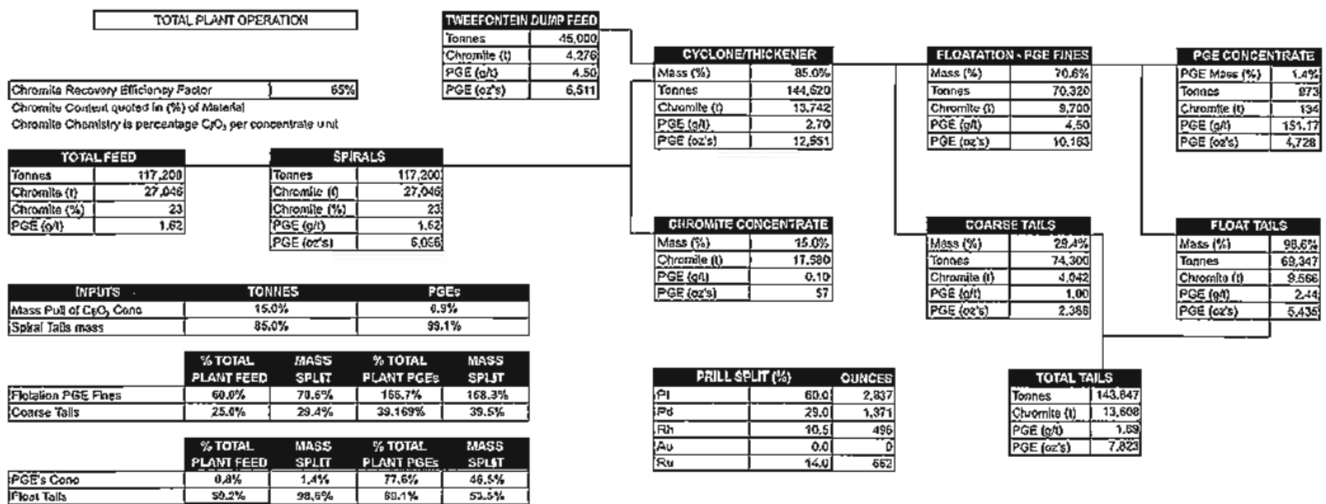 TOTAL PLANT OPERATION
Chromite Recovery Efficiency Factor 65%
Chromite Content quoted in (%) of Material
Chromite Chemistry is percentage Cr₂O₃ per concentrate unit
TWEEFONTEIN DUMP FEED
Tonnes 45,000
Chromite (t) 4,276
PGE (g/t) 4.50
PGE (oz's) 6,511
CYCLONE/THICKENER
Mass (%) 85.0%
Tonnes 144,620
Chromite (t) 13,742
PGE (g/t) 2.70
PGE (oz's) 12,551
FLOATATION - PGE FINES
Mass (%) 70.6%
Tonnes 70,320
Chromite (t) 9,700
PGE (g/t) 4.50
PGE (oz's) 10,163
PGE CONCENTRATE
PGE Mass (%) 1.4%
Tonnes 973
Chromite (t) 134
PGE (g/t) 151.17
PGE (oz's) 4,728
TOTAL FEED
Tonnes 117,200
Chromite (t) 27,046
Chromite (%) 23
PGE (g/t) 1.62
SPIRALS
Tonnes 117,200
Chromite (t) 27,046
Chromite (%) 23
PGE (g/t) 1.62
PGE (oz's)
CHROMITE CONCENTRATE
Mass (%) 15.0%
Chromite (t) 17,580
PGE (g/t) 0.10
PGE (oz's) 57
COARSE TAILS
Mass (%) 29.4%
Tonnes 74,300
Chromite (t) 4,042
PGE (g/t) 1.00
PGE (oz's)
FLOAT TAILS
Mass (%) 98.6%
Tonnes 69,347
Chromite (t) 9,566
PGE (g/t) 2.44
PGE (oz's) 5,435
INPUTS TONNES PGEs
Mass Pull of Cr₂O₃ Conc 15.0% 0.9%
Spiral Tails mass 85.0% 99.1%
% TOTAL MASS % TOTAL MASS
PLANT FEED SPLIT PLANT PGEs SPLIT
Flotation PGE Fines 60.0% 70.6% 166.7% 168.3%
Coarse Tails 25.0% 29.4% 39.169% 39.5%
% TOTAL MASS % TOTAL MASS
PLANT FEED SPLIT PLANT PGEs SPLIT
PGE's Conc 0.8% 1.4% 77.6% 46.5%
Float Tails 59.2% 98.6% 53.5%
PRILL SPLIT (%) OUNCES
Pt 60.0 2,837
Pd 29.0 1,371
Rh 10.5 496
Au 0.0 0
Ru 14.0 662
TOTAL TAILS
Tonnes 143,647
Chromite (t) 13,608
PGE (g/t) 1.69
PGE (oz's) 7,823